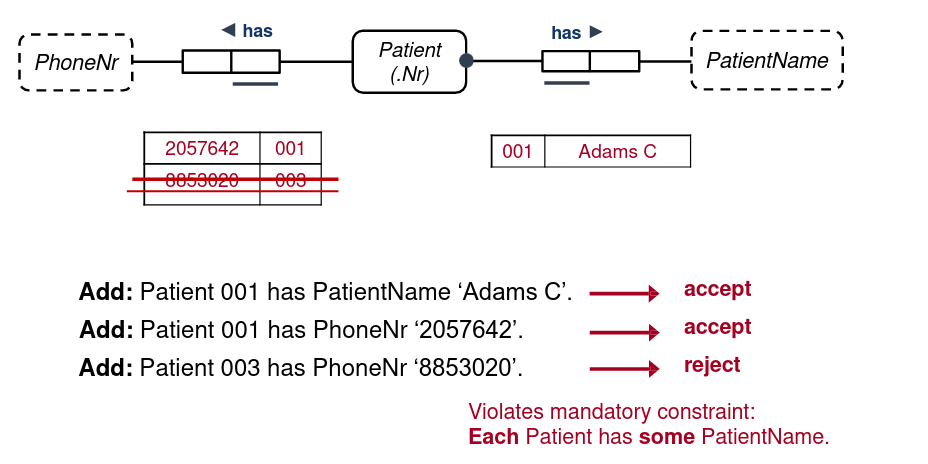 ◄ has
has ►
PhoneNr
Patient
(.Nr)
PatientName
2057642 001
8853020 003
001 Adams C
Add: Patient 001 has PatientName ‘Adams C’. accept
Add: Patient 001 has PhoneNr ‘2057642’. accept
Add: Patient 003 has PhoneNr ‘8853020’. reject
Violates mandatory constraint:
Each Patient has some PatientName.